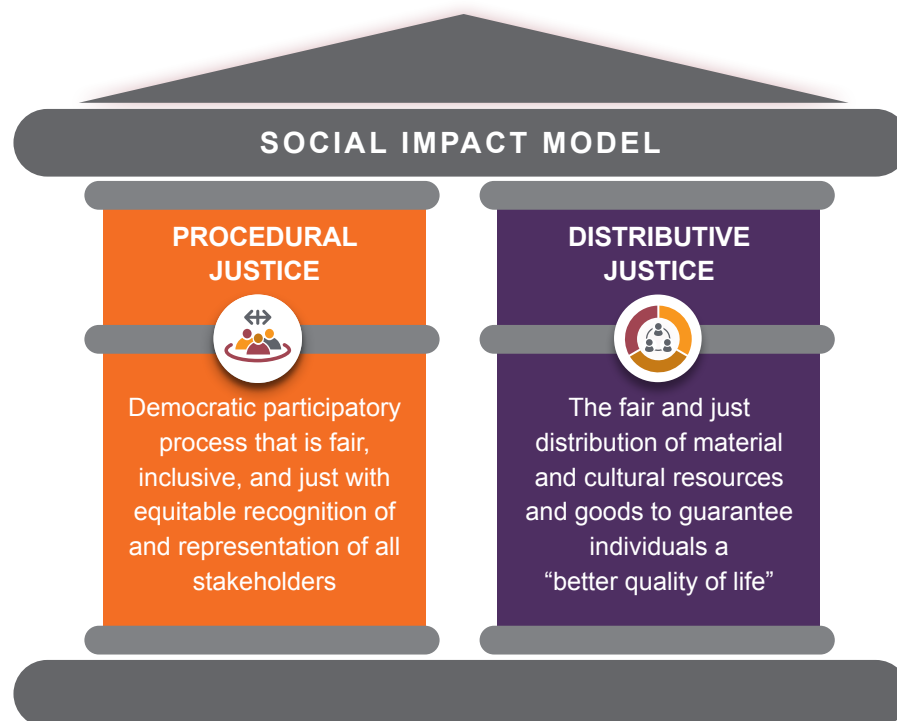 SOCIAL IMPACT MODEL
PROCEDURAL
JUSTICE
Democratic participatory
process that is fair,
inclusive, and just with
equitable recognition of
and representation of all
stakeholders
DISTRIBUTIVE
JUSTICE
The fair and just
distribution of material
and cultural resources
and goods to guarantee
individuals a
“better quality of life”